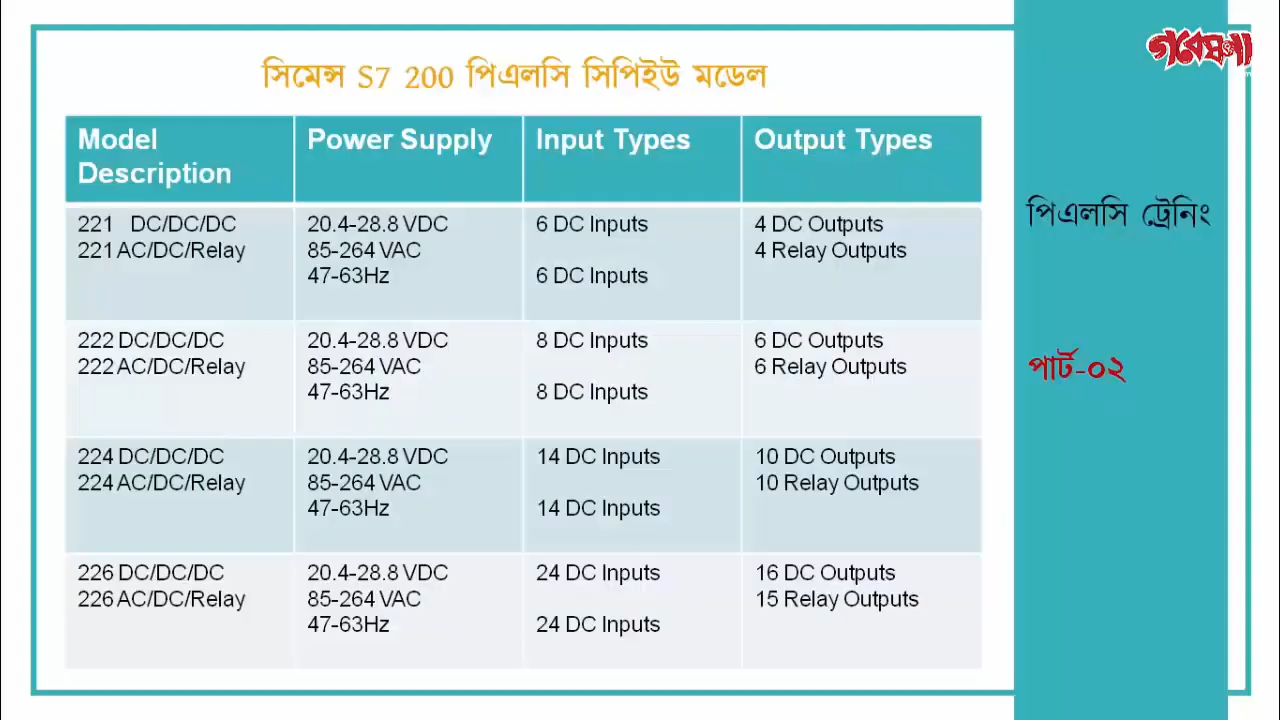 গবেষণা
সিমেন্স S7 200 পিএলসি সিপিইউ মডেল
Model Description | Power Supply | Input Types | Output Types
221 DC/DC/DC | 20.4-28.8 VDC | 6 DC Inputs | 4 DC Outputs
221 AC/DC/Relay | 85-264 VAC | 4 Relay Outputs
47-63Hz | 6 DC Inputs
222 DC/DC/DC | 20.4-28.8 VDC | 8 DC Inputs | 6 DC Outputs
222 AC/DC/Relay | 85-264 VAC | 6 Relay Outputs
47-63Hz | 8 DC Inputs
224 DC/DC/DC | 20.4-28.8 VDC | 14 DC Inputs | 10 DC Outputs
224 AC/DC/Relay | 85-264 VAC | 10 Relay Outputs
47-63Hz | 14 DC Inputs
226 DC/DC/DC | 20.4-28.8 VDC | 24 DC Inputs | 16 DC Outputs
226 AC/DC/Relay | 85-264 VAC | 15 Relay Outputs
47-63Hz | 24 DC Inputs
পিএলসি ট্রেনিং
পার্ট-০২